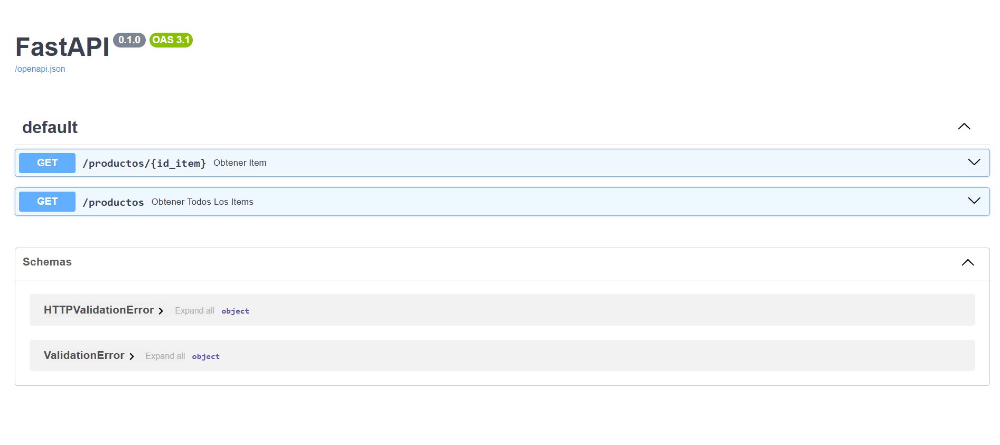 FastAPI 0.1.0 OAS 3.1
/openapi.json
default
GET /productos/{id_item} Obtener Item
GET /productos Obtener Todos Los Items
Schemas
HTTPValidationError Expand all object
ValidationError Expand all object